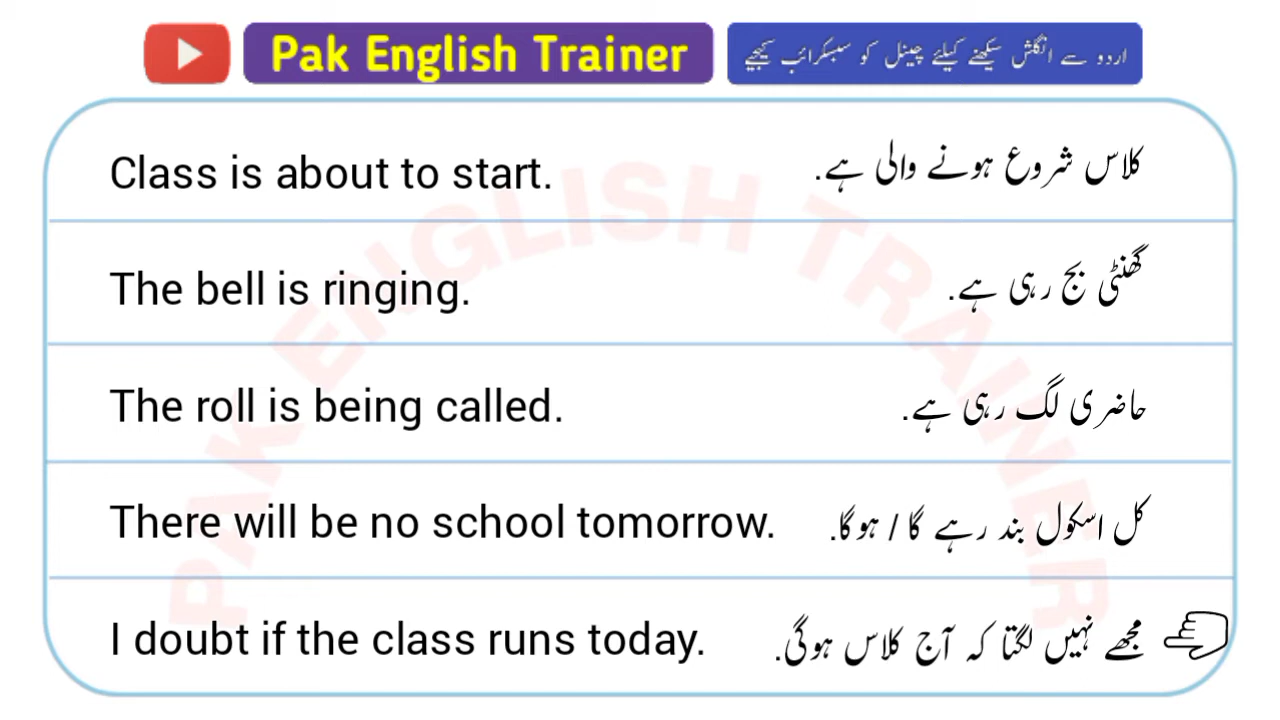 Pak English Trainer
اردو سے انگلش سیکھنے کیلئے چینل کو سبسکرائب کیجیے
Class is about to start.
کلاس شروع ہونے والی ہے.
The bell is ringing.
گھنٹی بج رہی ہے.
The roll is being called.
حاضری لگ رہی ہے.
There will be no school tomorrow.
کل اسکول بند رہے گا / ہوگا.
I doubt if the class runs today.
مجھے نہیں لگتا کہ آج کلاس ہوگی.
PAK ENGLISH TRAINER